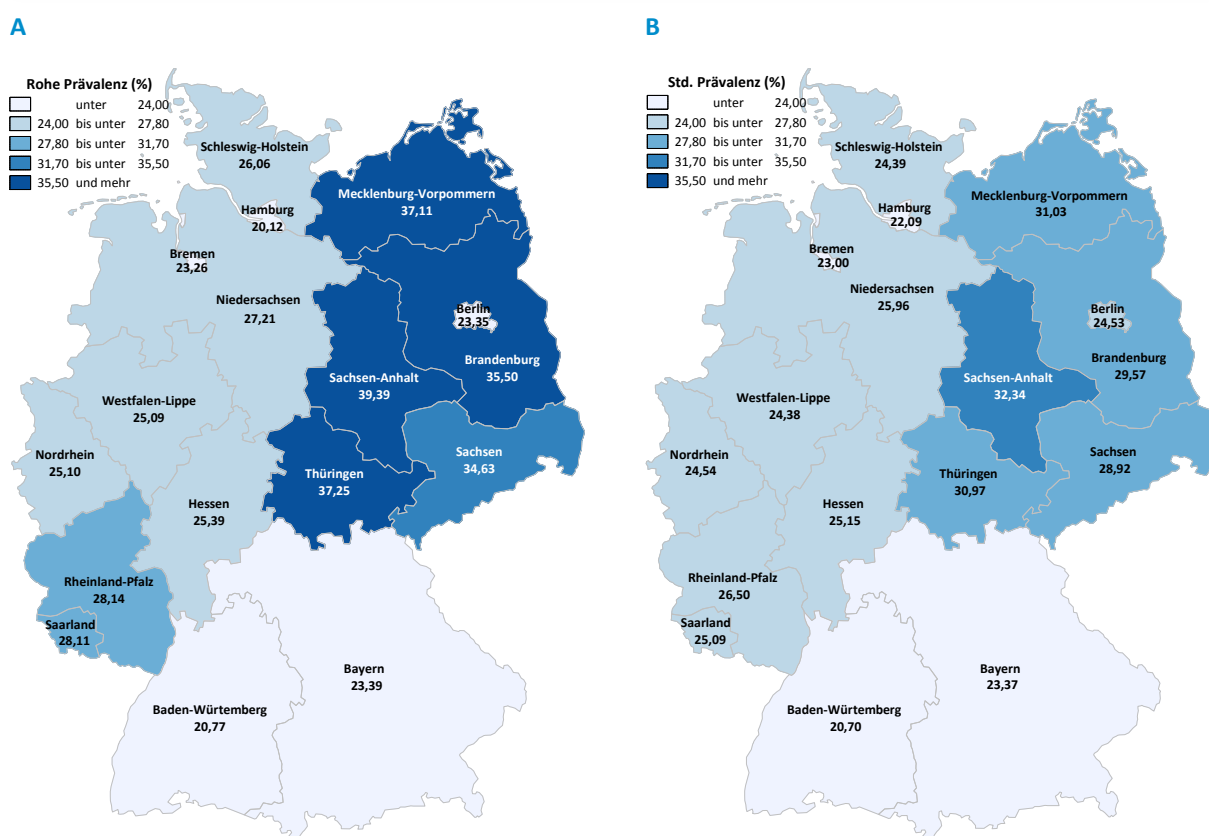 A
Rohe Prävalenz (%)
unter 24,00
24,00 bis unter 27,80
27,80 bis unter 31,70
31,70 bis unter 35,50
35,50 und mehr
Schleswig-Holstein
26,06
Mecklenburg-Vorpommern
37,11
Hamburg
20,12
Bremen
23,26
Niedersachsen
27,21
Berlin
23,35
Brandenburg
35,50
Sachsen-Anhalt
39,39
Westfalen-Lippe
25,09
Nordrhein
25,10
Sachsen
34,63
Thüringen
37,25
Hessen
25,39
Rheinland-Pfalz
28,14
Saarland
28,11
Bayern
23,39
Baden-Würtemberg
20,77
B
Std. Prävalenz (%)
unter 24,00
24,00 bis unter 27,80
27,80 bis unter 31,70
31,70 bis unter 35,50
35,50 und mehr
Schleswig-Holstein
24,39
Mecklenburg-Vorpommern
31,03
Hamburg
22,09
Bremen
23,00
Niedersachsen
25,96
Berlin
24,53
Brandenburg
29,57
Sachsen-Anhalt
32,34
Westfalen-Lippe
24,38
Nordrhein
24,54
Sachsen
28,92
Thüringen
30,97
Hessen
25,15
Rheinland-Pfalz
26,50
Saarland
25,09
Bayern
23,37
Baden-Würtemberg
20,70